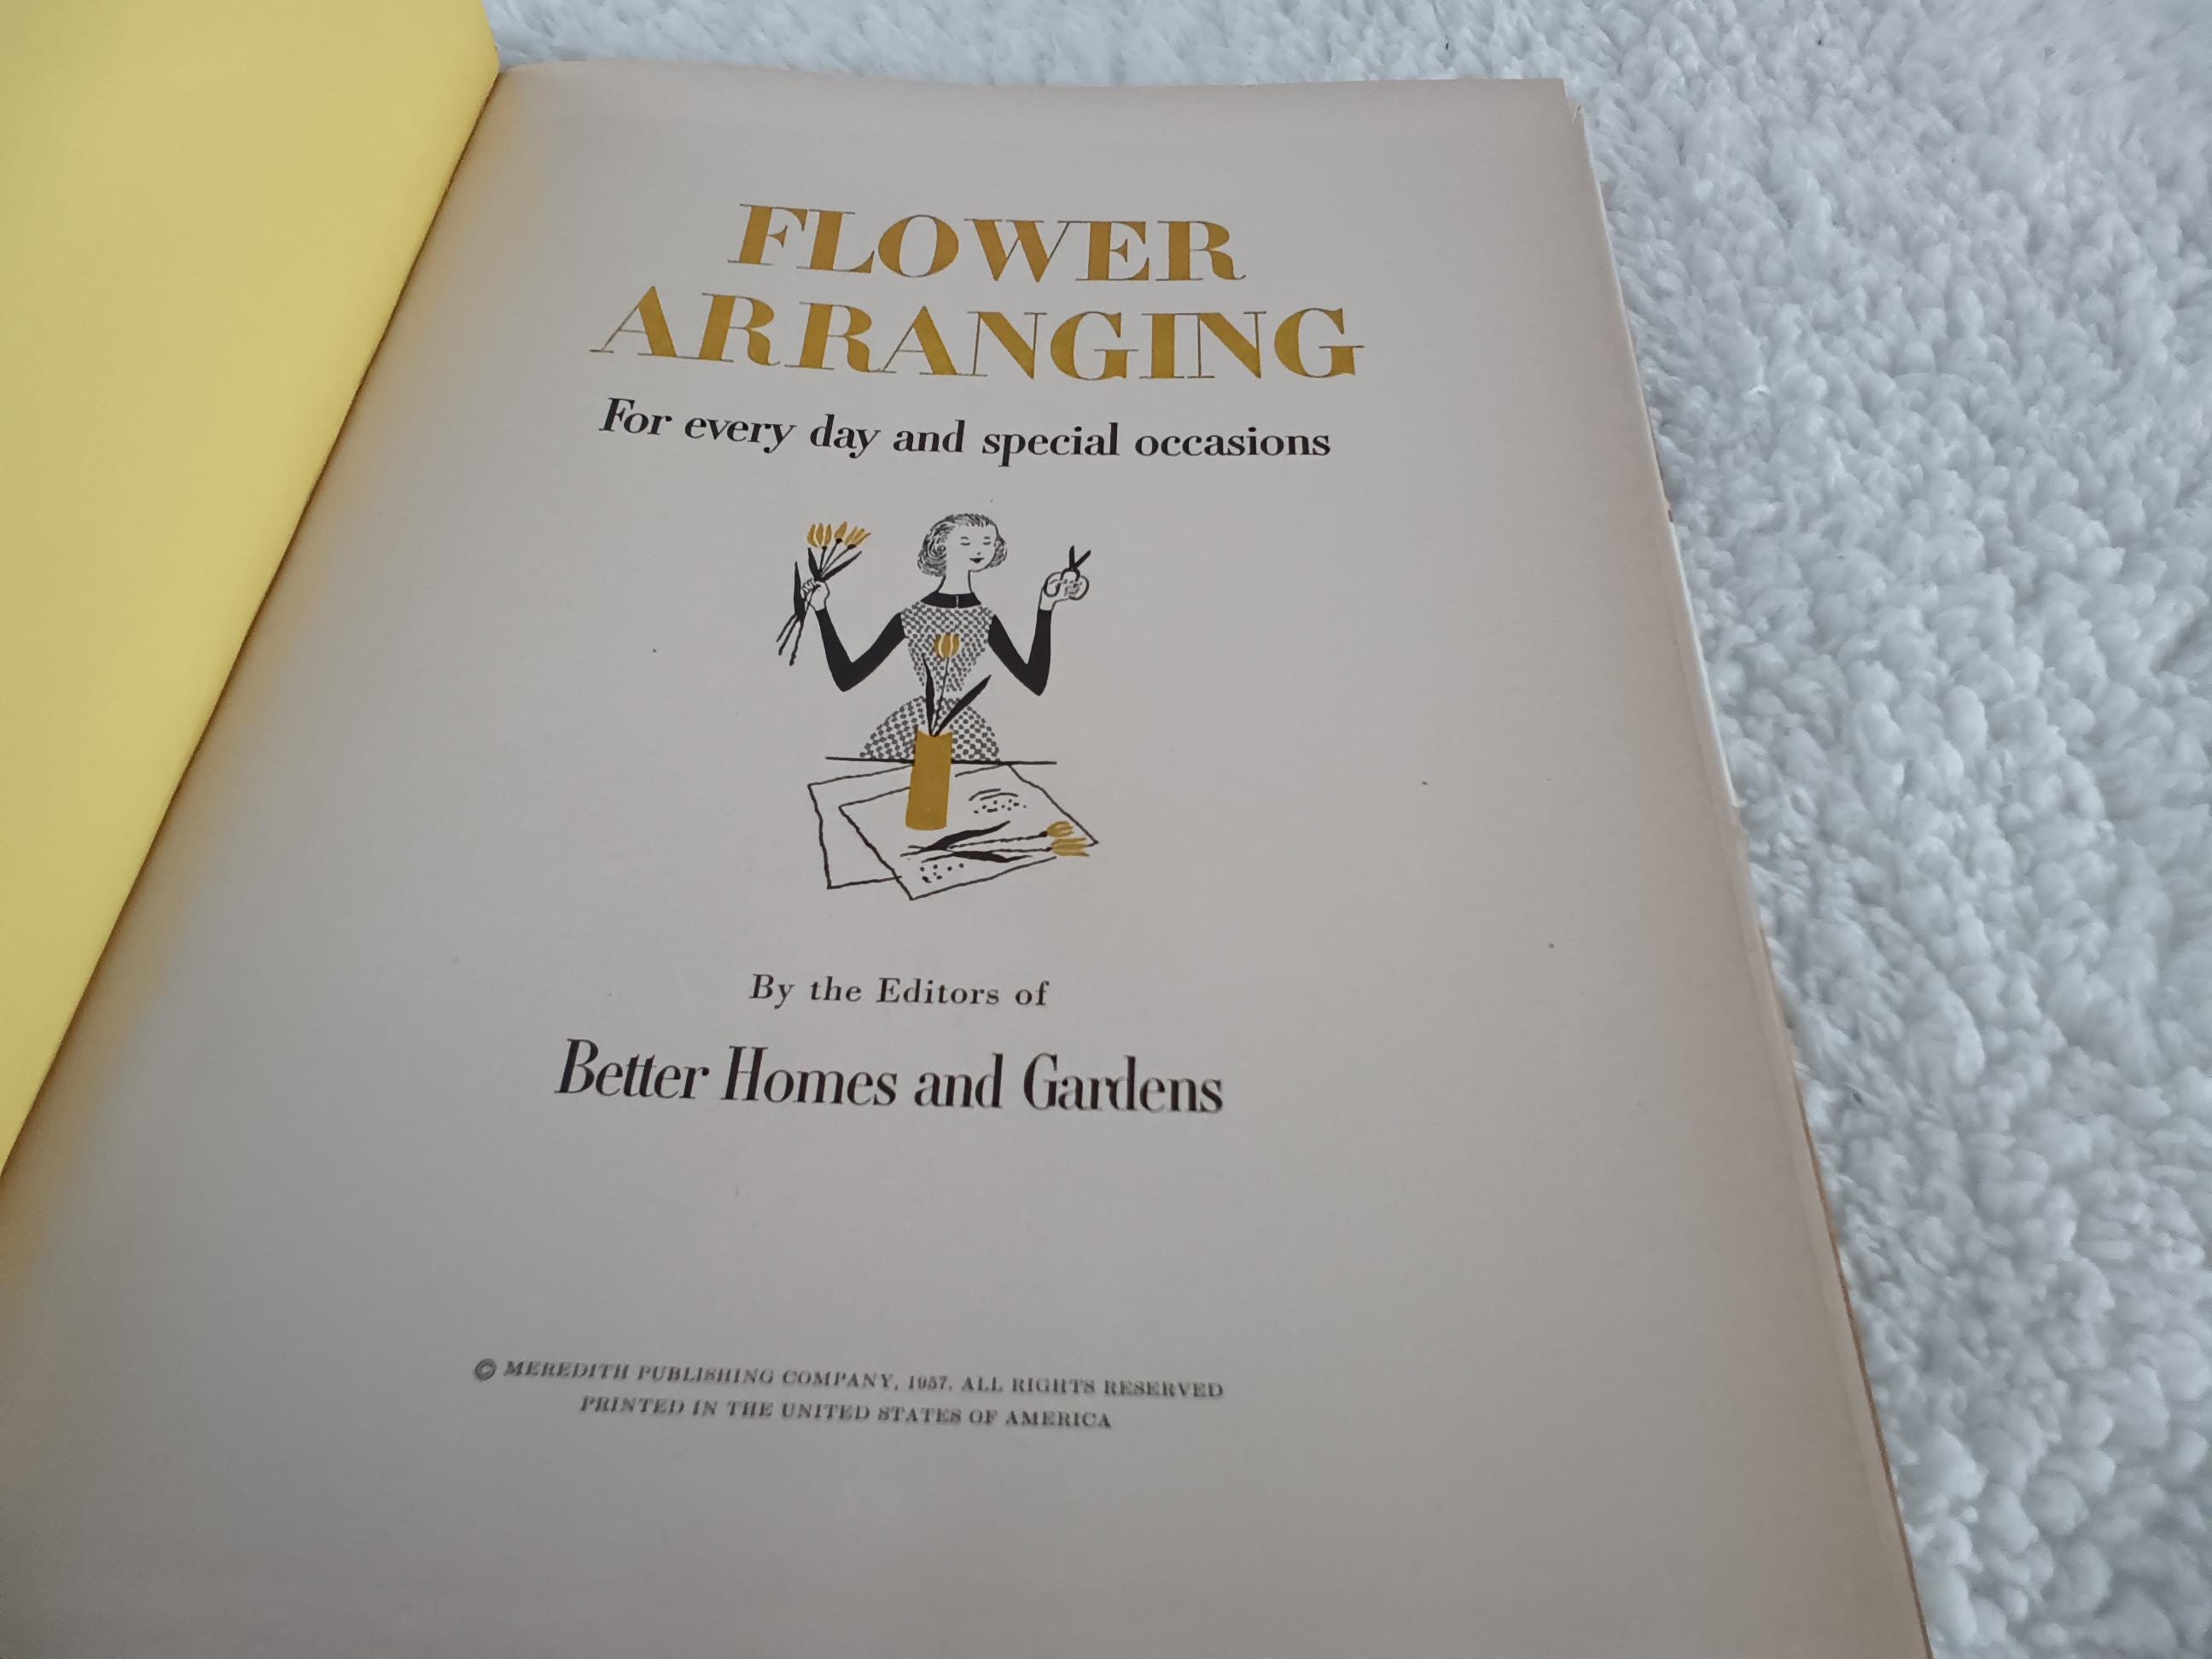 FLOWER
ARRANGING
For every day and special occasions
By the Editors of
Better Homes and Gardens
© MEREDITH PUBLISHING COMPANY, 1957. ALL RIGHTS RESERVED
PRINTED IN THE UNITED STATES OF AMERICA